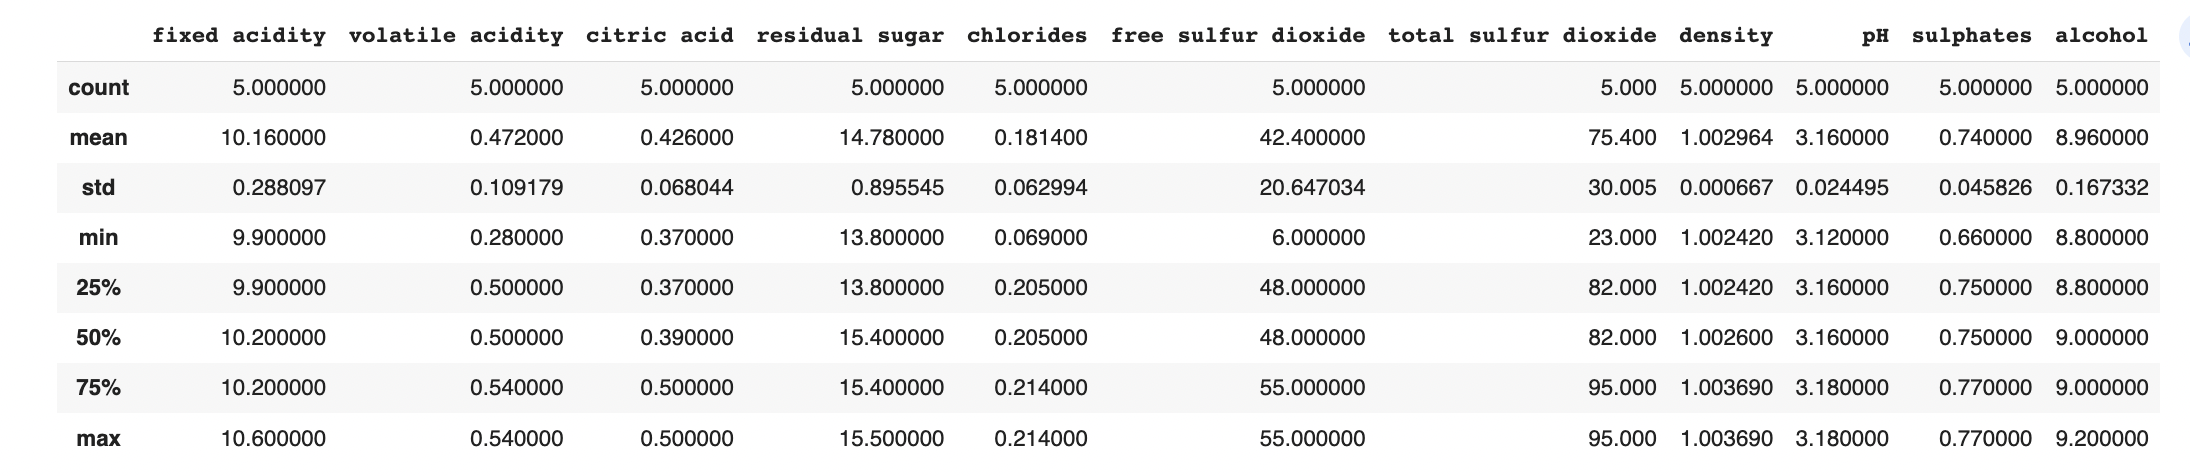 fixed acidity volatile acidity citric acid residual sugar chlorides free sulfur dioxide total sulfur dioxide density pH sulphates alcohol
count 5.000000 5.000000 5.000000 5.000000 5.000000 5.000000 5.000 5.000000 5.000000 5.000000 5.000000
mean 10.160000 0.472000 0.426000 14.780000 0.181400 42.400000 75.400 1.002964 3.160000 0.740000 8.960000
std 0.288097 0.109179 0.068044 0.895545 0.062994 20.647034 30.005 0.000667 0.024495 0.045826 0.167332
min 9.900000 0.280000 0.370000 13.800000 0.069000 6.000000 23.000 1.002420 3.120000 0.660000 8.800000
25% 9.900000 0.500000 0.370000 13.800000 0.205000 48.000000 82.000 1.002420 3.160000 0.750000 8.800000
50% 10.200000 0.500000 0.390000 15.400000 0.205000 48.000000 82.000 1.002600 3.160000 0.750000 9.000000
75% 10.200000 0.540000 0.500000 15.400000 0.214000 55.000000 95.000 1.003690 3.180000 0.770000 9.000000
max 10.600000 0.540000 0.500000 15.500000 0.214000 55.000000 95.000 1.003690 3.180000 0.770000 9.200000